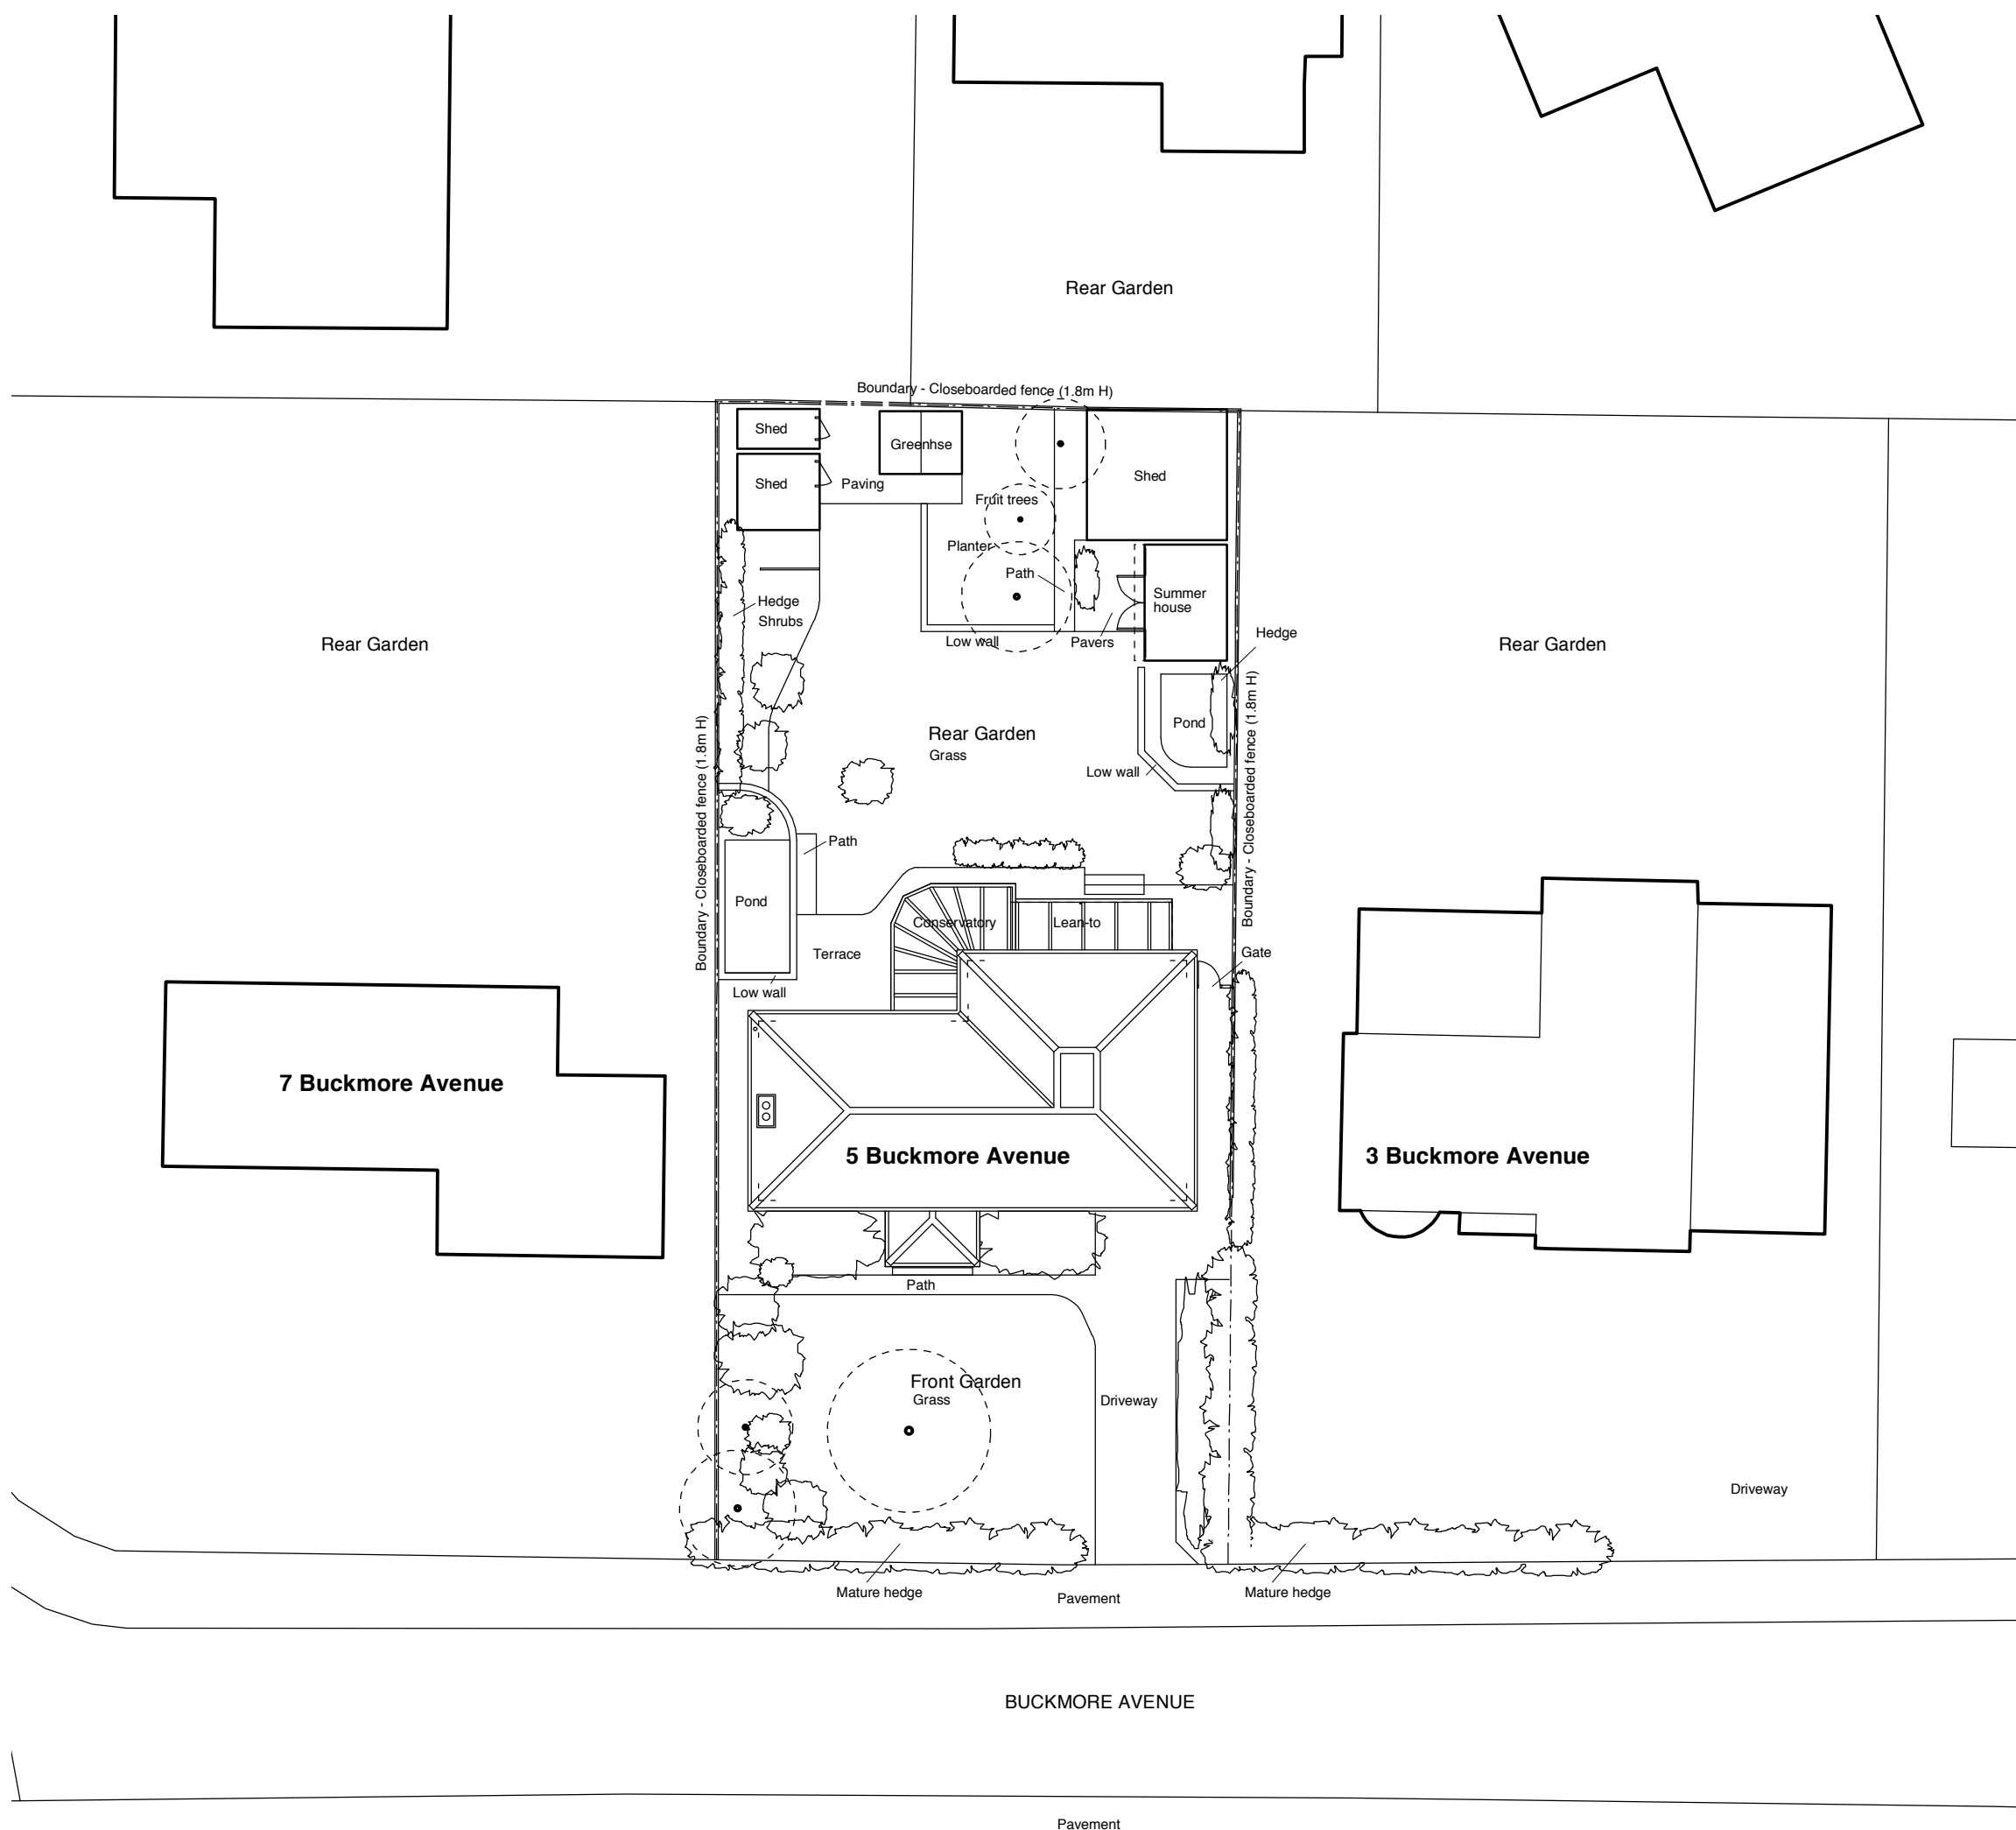 Rear Garden
Boundary - Closeboarded fence (1.8m H)
Shed
Greenhse
Shed
Shed
Paving
Fruit trees
Planter
Path
Summer
house
Hedge
Shrubs
Low wall
Pavers
Hedge
Rear Garden
Rear Garden
Boundary - Closeboarded fence (1.8m H)
Boundary - Closeboarded fence (1.8m H)
Pond
Rear Garden
Grass
Low wall
Path
Pond
Conservatory
Lean-to
Terrace
Gate
Low wall
7 Buckmore Avenue
5 Buckmore Avenue
3 Buckmore Avenue
Path
Front Garden
Grass
Driveway
Driveway
Mature hedge
Pavement
Mature hedge
BUCKMORE AVENUE
Pavement